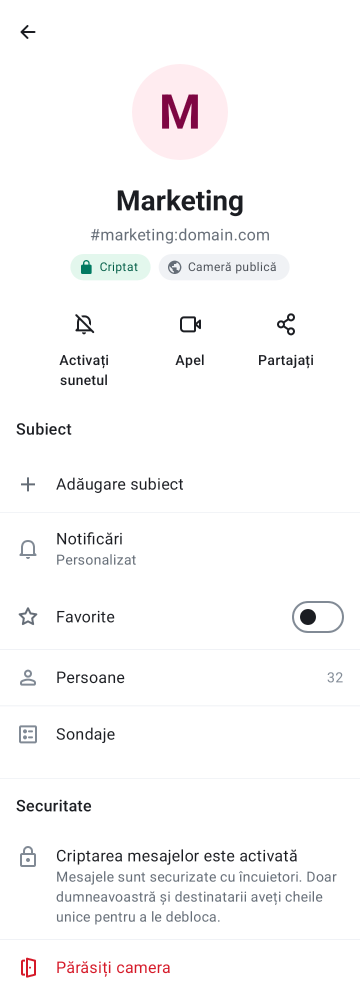 M
Marketing
#marketing:domain.com
Criptat
Cameră publică
Activați
sunetul
Apel
Partajați
Subiect
Adăugare subiect
Notificări
Personalizat
Favorite
Persoane
32
Sondaje
Securitate
Criptarea mesajelor este activată
Mesajele sunt securizate cu încuietori. Doar
dumneavoastră și destinatarii aveți cheile
unice pentru a le debloca.
Părăsiți camera